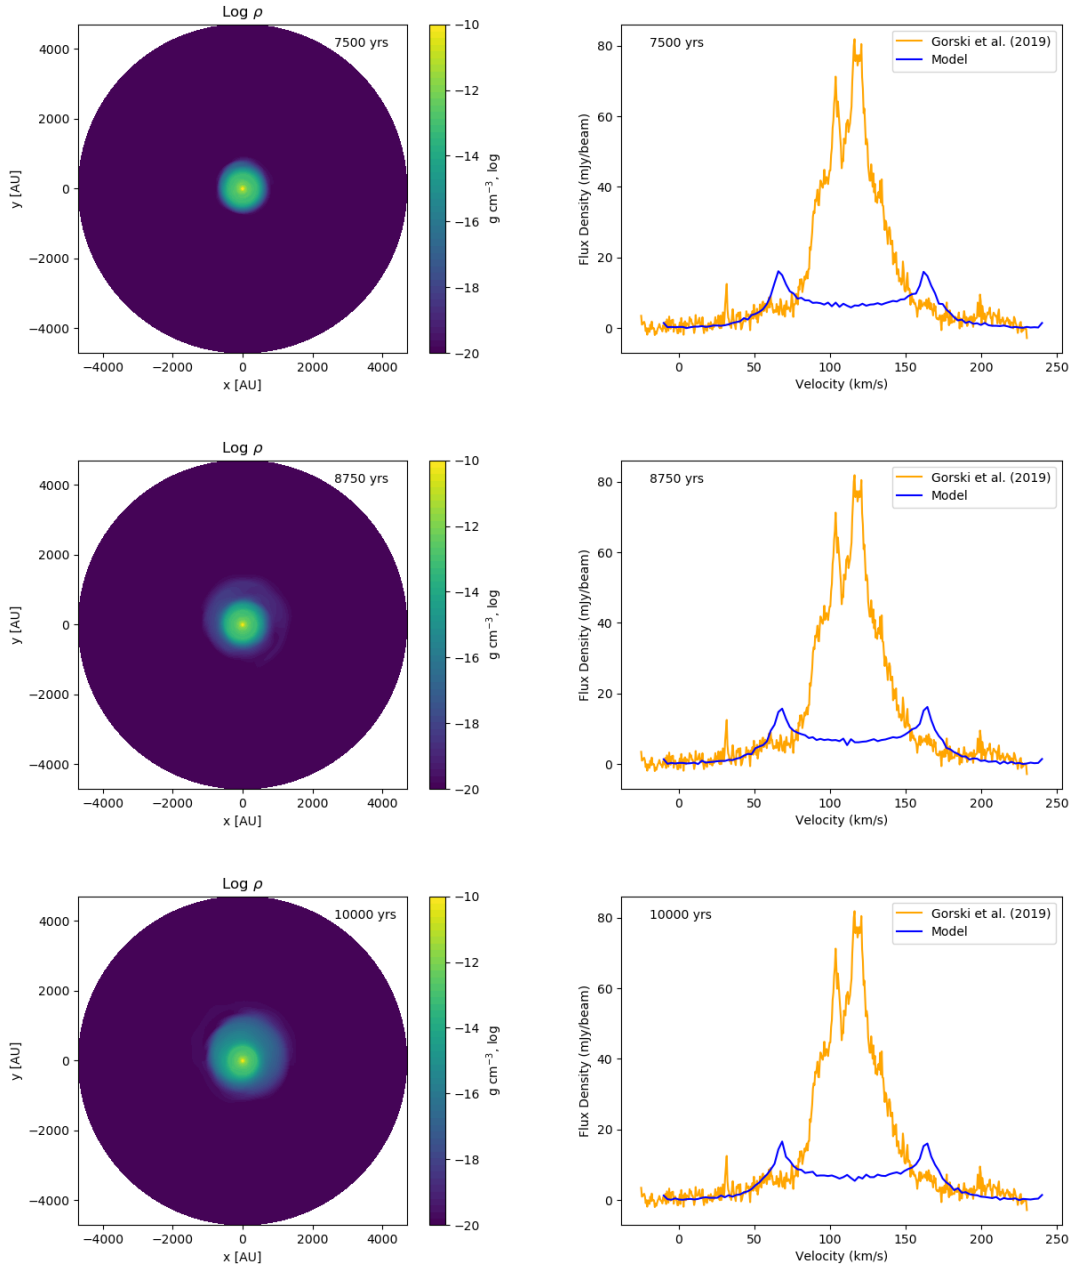 Log ρ
7500 yrs
4000
2000
0
−2000
−4000
y [AU]
−4000 −2000 0 2000 4000
x [AU]
−10
−12
−14
−16
−18
−20
g cm⁻³, log
7500 yrs
Gorski et al. (2019)
Model
80
60
40
20
0
Flux Density (mJy/beam)
0 50 100 150 200 250
Velocity (km/s)
Log ρ
8750 yrs
4000
2000
0
−2000
−4000
y [AU]
−4000 −2000 0 2000 4000
x [AU]
−10
−12
−14
−16
−18
−20
g cm⁻³, log
8750 yrs
Gorski et al. (2019)
Model
80
60
40
20
0
Flux Density (mJy/beam)
0 50 100 150 200 250
Velocity (km/s)
Log ρ
10000 yrs
4000
2000
0
−2000
−4000
y [AU]
−4000 −2000 0 2000 4000
x [AU]
−10
−12
−14
−16
−18
−20
g cm⁻³, log
10000 yrs
Gorski et al. (2019)
Model
80
60
40
20
0
Flux Density (mJy/beam)
0 50 100 150 200 250
Velocity (km/s)